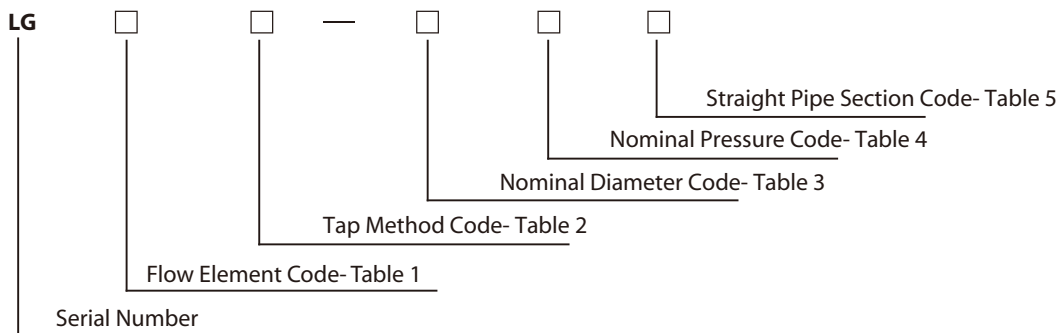 LG □ □ — □ □ □
Straight Pipe Section Code- Table 5
Nominal Pressure Code- Table 4
Nominal Diameter Code- Table 3
Tap Method Code- Table 2
Flow Element Code- Table 1
Serial Number